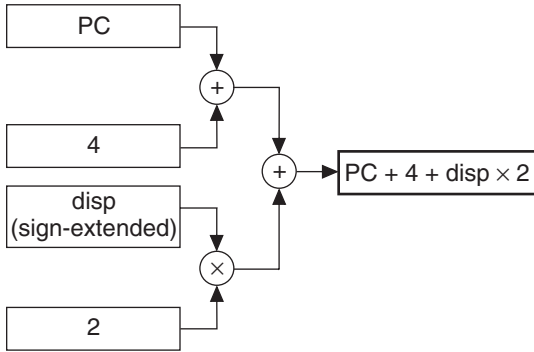 PC
+
4
+
PC + 4 + disp × 2
disp
(sign-extended)
×
2